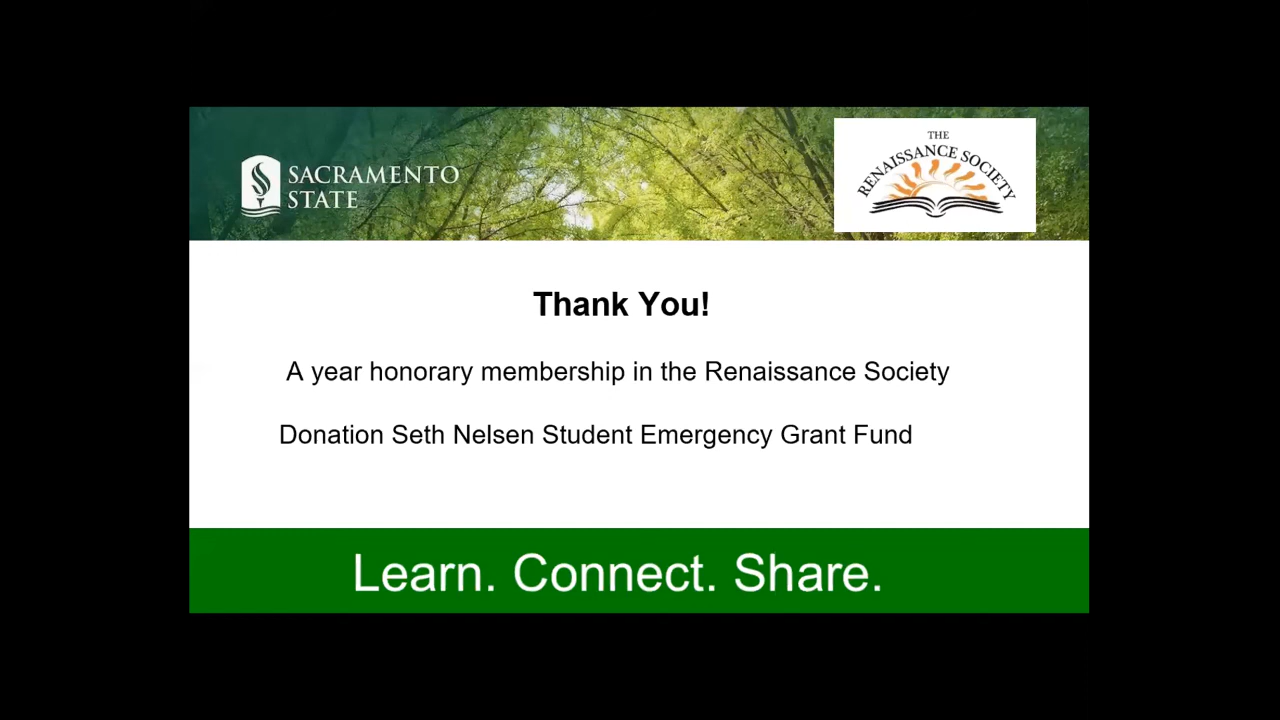 SACRAMENTO
STATE
THE
RENAISSANCE SOCIETY
Thank You!
A year honorary membership in the Renaissance Society
Donation Seth Nelsen Student Emergency Grant Fund
Learn. Connect. Share.